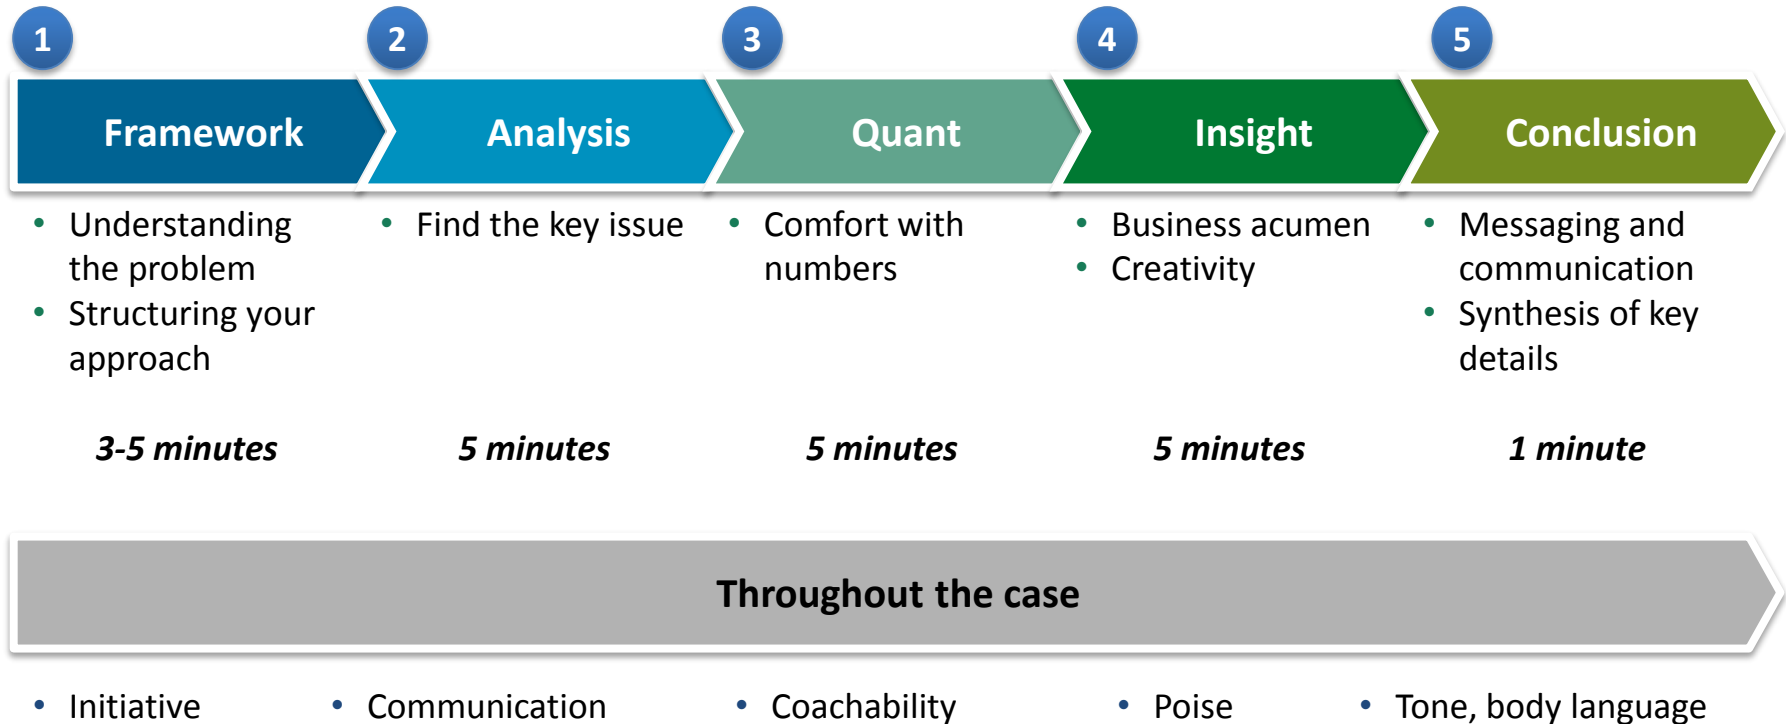 1 2 3 4 5
Framework Analysis Quant Insight Conclusion
• Understanding
the problem
• Structuring your
approach
• Find the key issue
• Comfort with
numbers
• Business acumen
• Creativity
• Messaging and
communication
• Synthesis of key
details
3-5 minutes 5 minutes 5 minutes 5 minutes 1 minute
Throughout the case
• Initiative • Communication • Coachability • Poise • Tone, body language